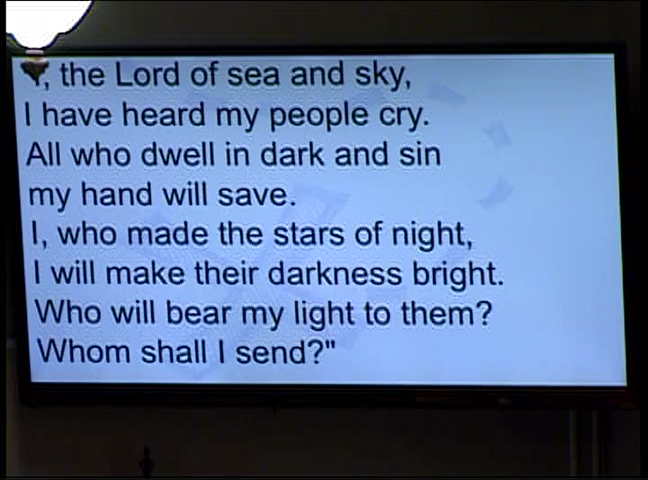 , the Lord of sea and sky,
I have heard my people cry.
All who dwell in dark and sin
my hand will save.
I, who made the stars of night,
I will make their darkness bright.
Who will bear my light to them?
Whom shall I send?"